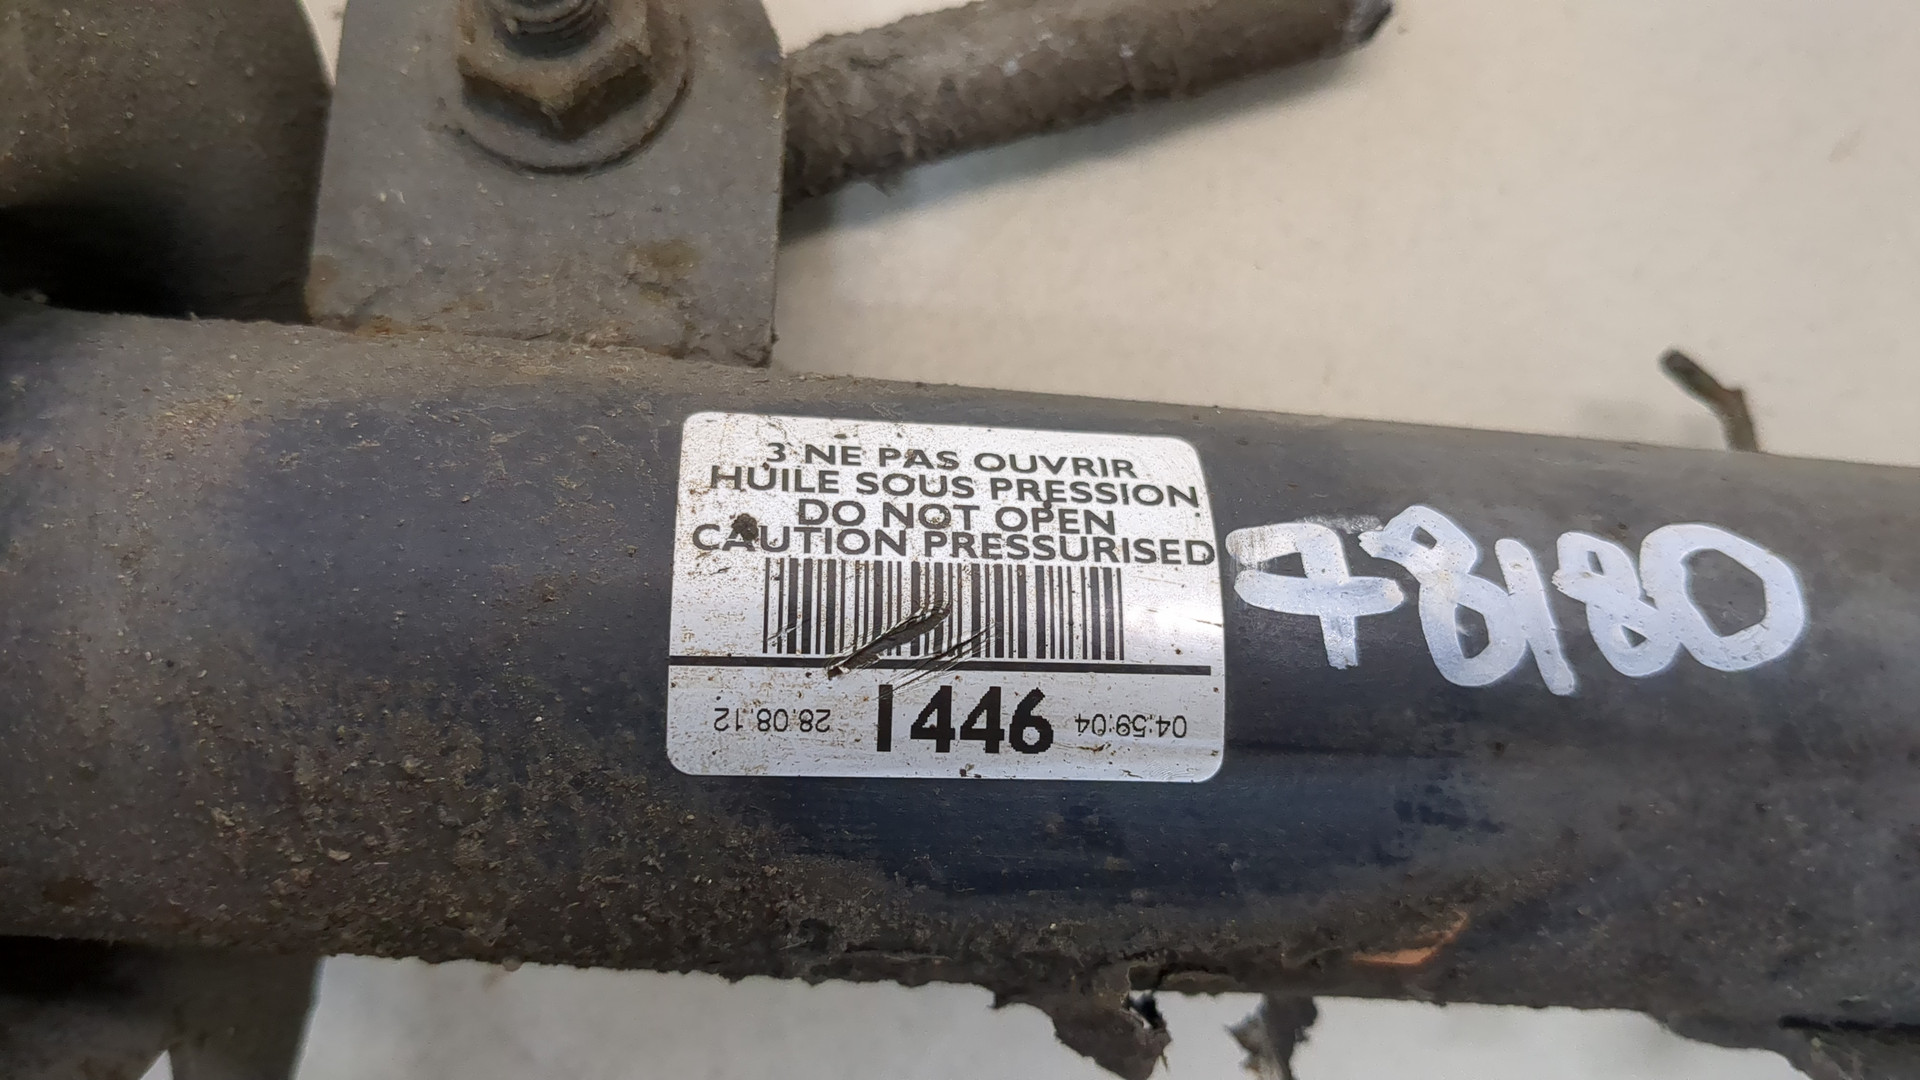 3 NE PAS OUVRIR
HUILE SOUS PRESSION
DO NOT OPEN
CAUTION PRESSURISED
78180
28.08.12 1446 04:59:04